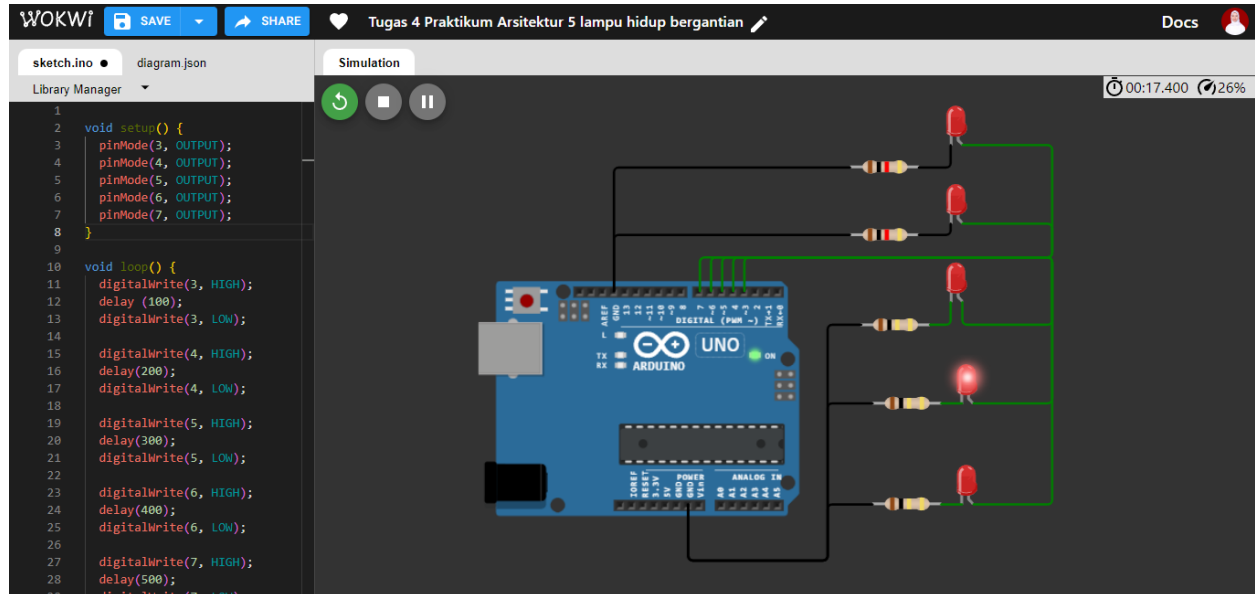 WOKWi SAVE SHARE Tugas 4 Praktikum Arsitektur 5 lampu hidup bergantian Docs
sketch.ino diagram.json Simulation
Library Manager
00:17.400 26%
1
2 void setup() {
3 pinMode(3, OUTPUT);
4 pinMode(4, OUTPUT);
5 pinMode(5, OUTPUT);
6 pinMode(6, OUTPUT);
7 pinMode(7, OUTPUT);
8 }
9
10 void loop() {
11 digitalWrite(3, HIGH);
12 delay (100);
13 digitalWrite(3, LOW);
14
15 digitalWrite(4, HIGH);
16 delay(200);
17 digitalWrite(4, LOW);
18
19 digitalWrite(5, HIGH);
20 delay(300);
21 digitalWrite(5, LOW);
22
23 digitalWrite(6, HIGH);
24 delay(400);
25 digitalWrite(6, LOW);
26
27 digitalWrite(7, HIGH);
28 delay(500);
AREF GND 13 12 ~11 ~10 ~9 8 7 ~6 ~5 4 ~3 2 TX→1 RX←0
DIGITAL (PWM ~)
L
TX
RX
UNO
ARDUINO
ON
POWER ANALOG IN
IOREF RESET 3.3V 5V GND GND Vin A0 A1 A2 A3 A4 A5